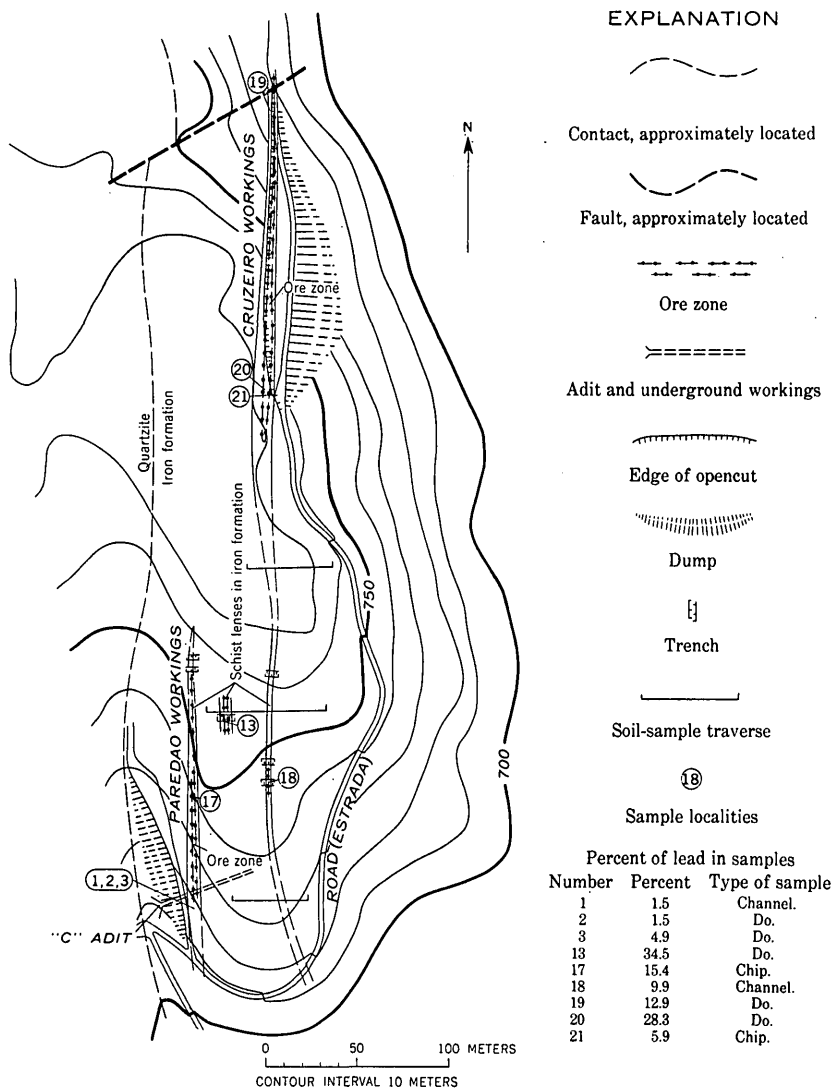 EXPLANATION
Contact, approximately located
Fault, approximately located
Ore zone
Adit and underground workings
Edge of opencut
Dump
Trench
Soil-sample traverse
18
Sample localities
Percent of lead in samples
Number Percent Type of sample
1 1.5 Channel.
2 1.5 Do.
3 4.9 Do.
13 34.5 Do.
17 15.4 Chip.
18 9.9 Channel.
19 12.9 Do.
20 28.3 Do.
21 5.9 Chip.
N
19
CRUZEIRO WORKINGS
Ore zone
20
21
Quartzite
Iron formation
Schist lenses in iron formation
750
700
PAREDAO WORKINGS
13
17
18
ROAD (ESTRADA)
Ore zone
1, 2, 3
"C" ADIT
0 50 100 METERS
CONTOUR INTERVAL 10 METERS